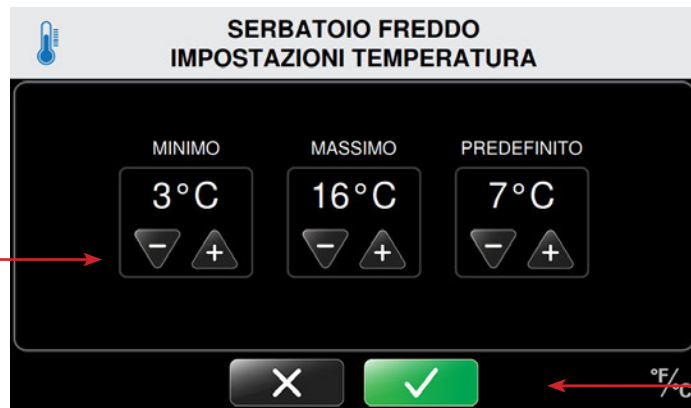 SERBATOIO FREDDO
IMPOSTAZIONI TEMPERATURA
MINIMO MASSIMO PREDEFINITO
3°C 16°C 7°C
- + - + - +
°F/°C